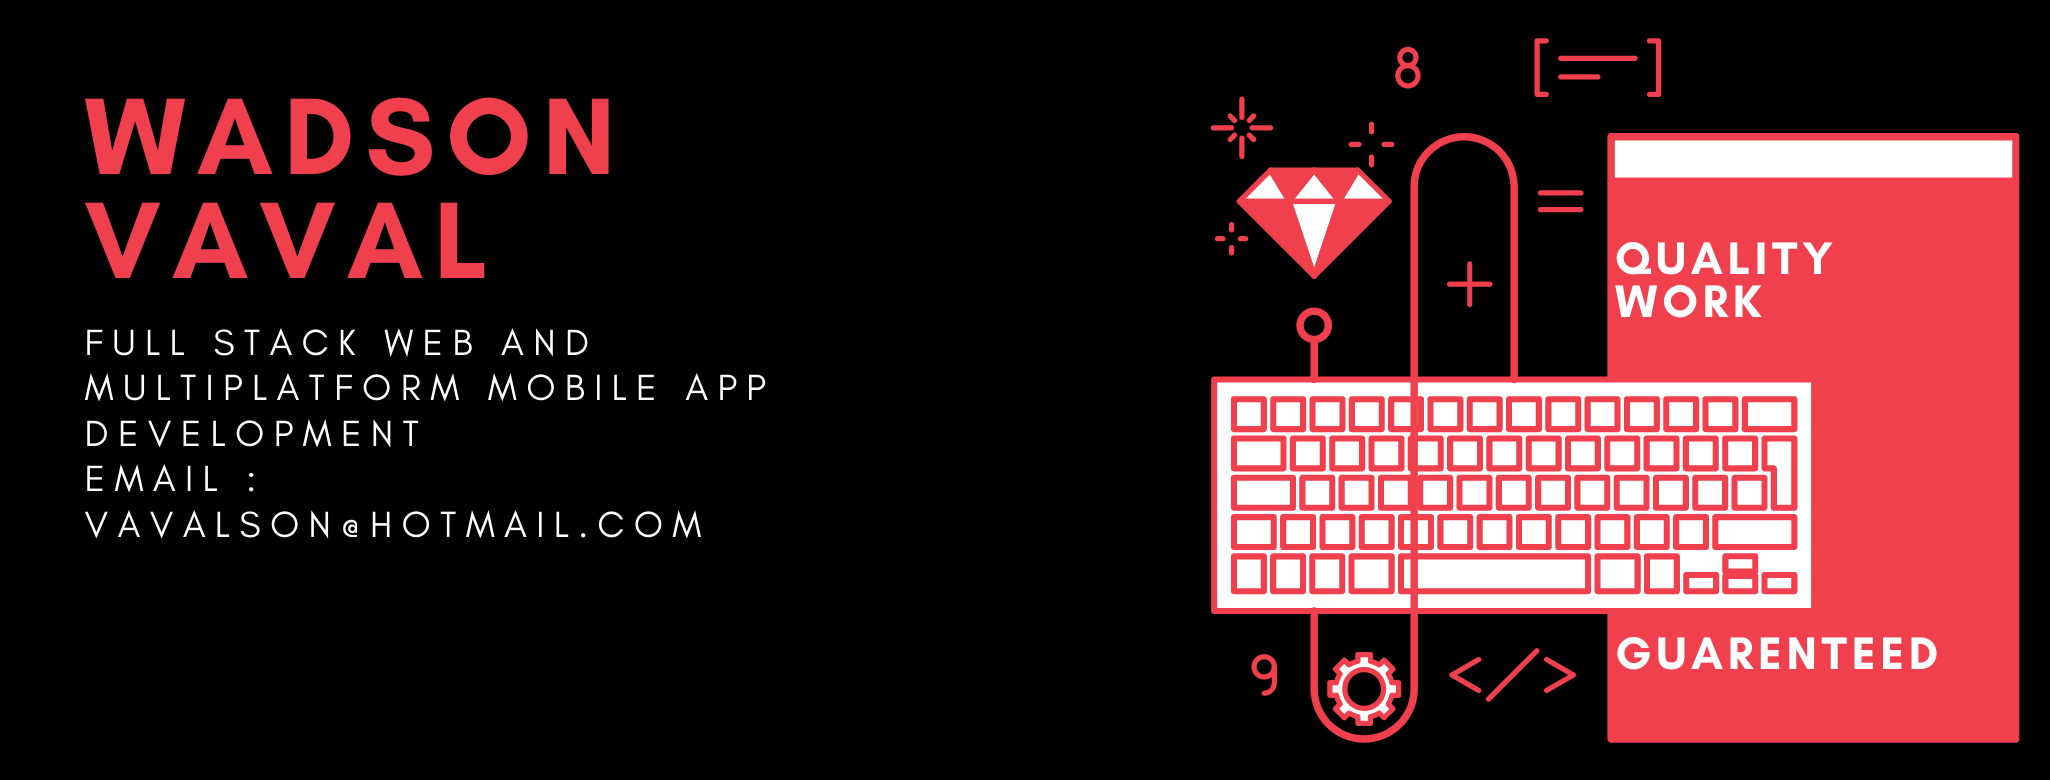 WADSON
VAVAL
FULL STACK WEB AND
MULTIPLATFORM MOBILE APP
DEVELOPMENT
EMAIL :
VAVALSON@HOTMAIL.COM
8
[ ]
=
+
QUALITY
WORK
9
</>
GUARENTEED